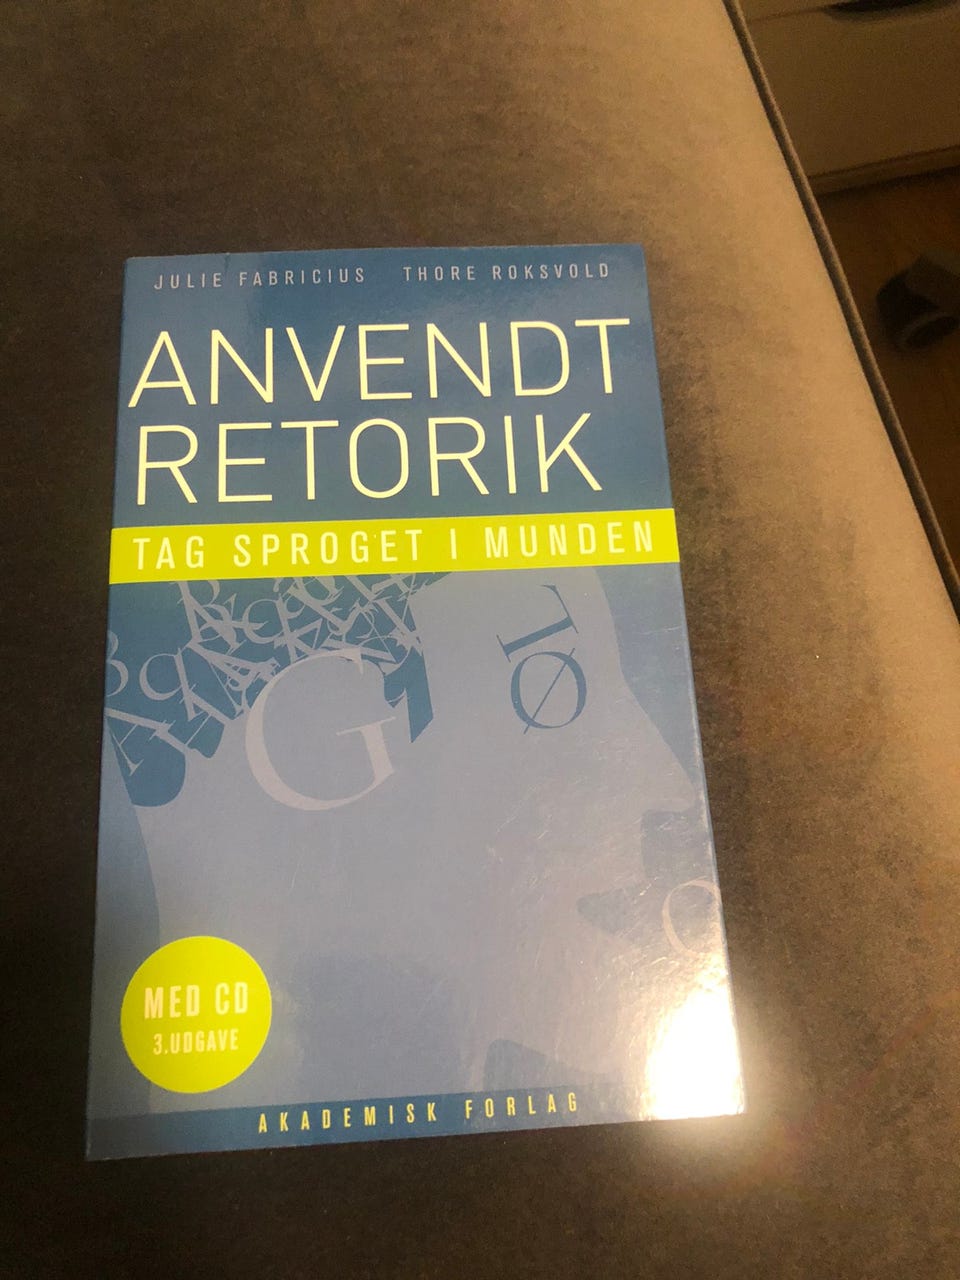 JULIE FABRICIUS THORE ROKSVOLD
ANVENDT
RETORIK
TAG SPROGET I MUNDEN
G
Ø
MED CD
3.UDGAVE
AKADEMISK FORLAG